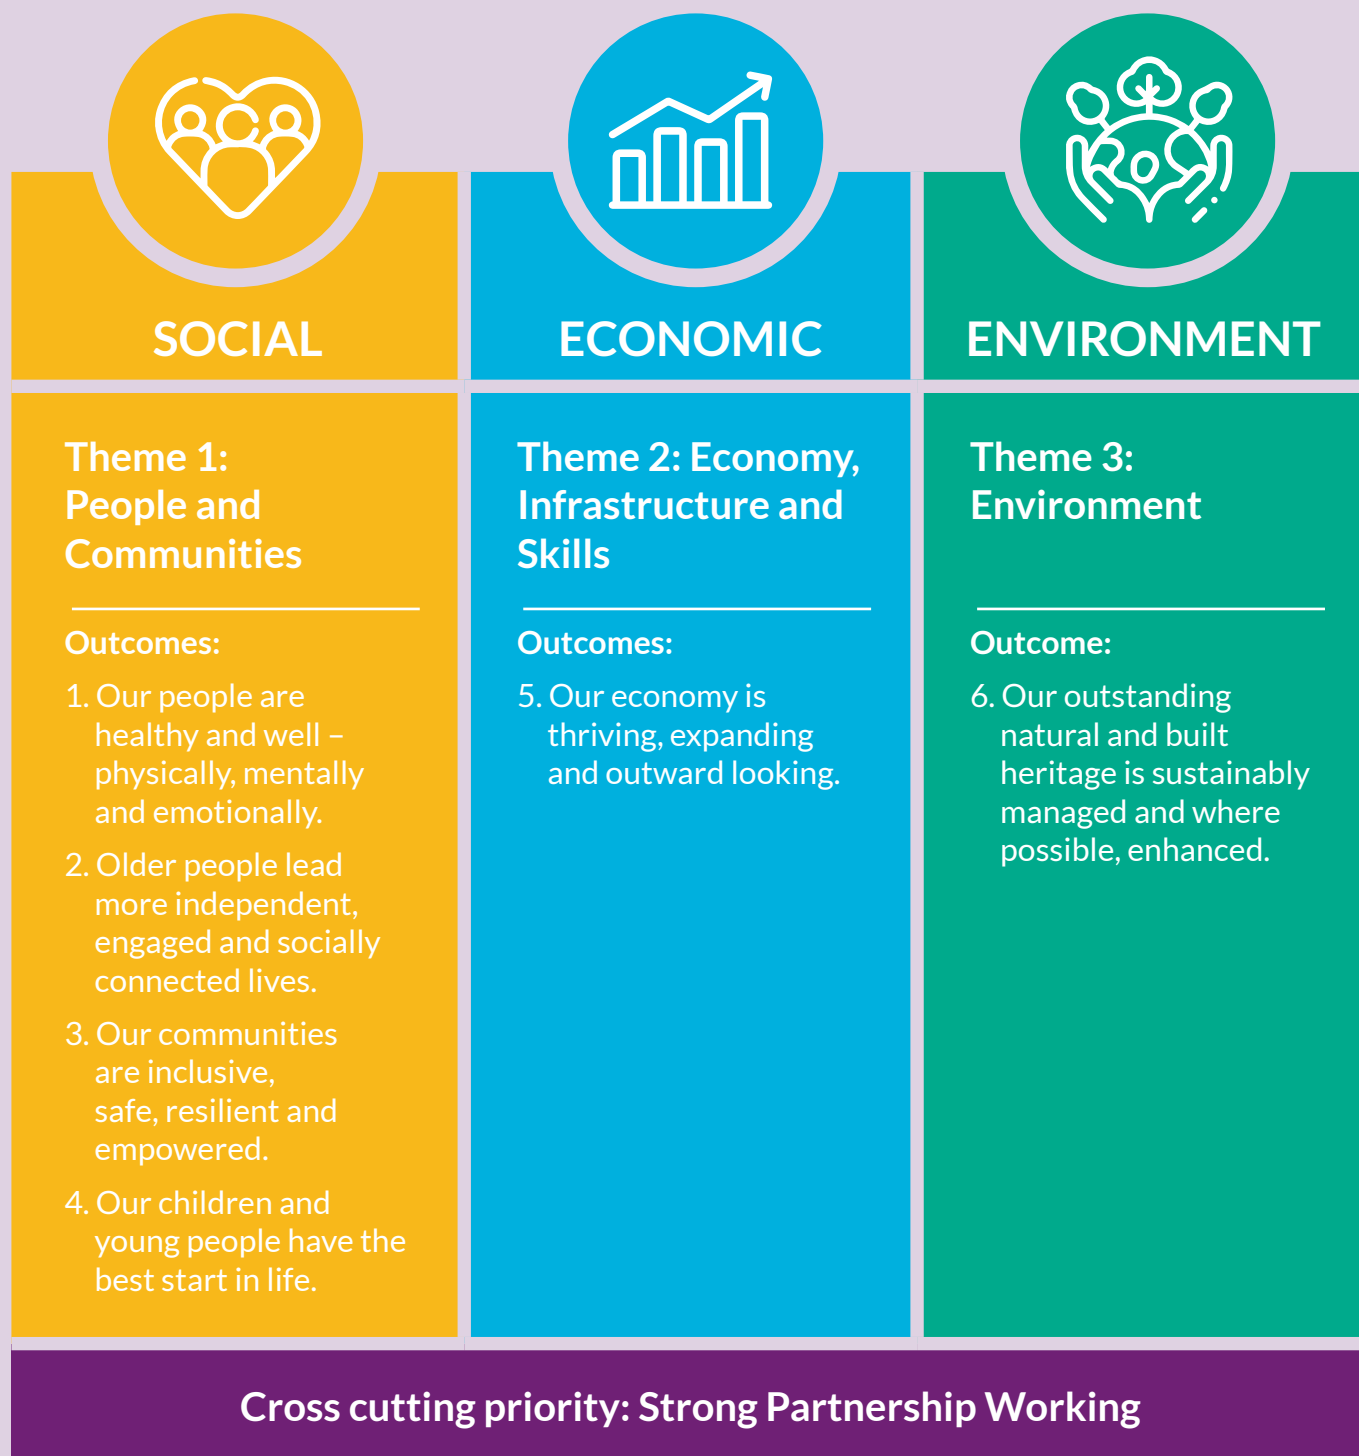 SOCIAL
Theme 1:
People and
Communities
Outcomes:
1. Our people are
healthy and well –
physically, mentally
and emotionally.
2. Older people lead
more independent,
engaged and socially
connected lives.
3. Our communities
are inclusive,
safe, resilient and
empowered.
4. Our children and
young people have the
best start in life.
ECONOMIC
Theme 2: Economy,
Infrastructure and
Skills
Outcomes:
5. Our economy is
thriving, expanding
and outward looking.
ENVIRONMENT
Theme 3:
Environment
Outcome:
6. Our outstanding
natural and built
heritage is sustainably
managed and where
possible, enhanced.
Cross cutting priority: Strong Partnership Working